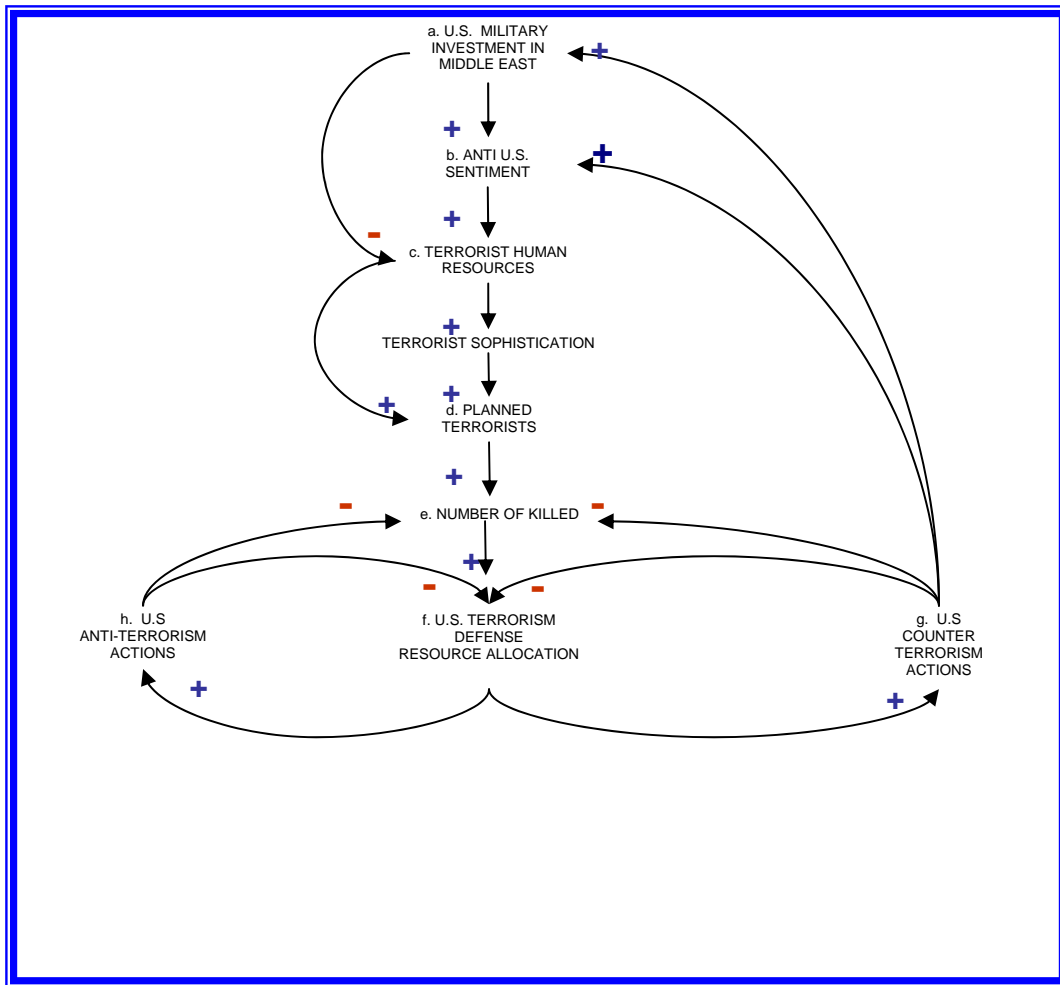 a. U.S. MILITARY
INVESTMENT IN
MIDDLE EAST
+
+
b. ANTI U.S.
SENTIMENT
+
+
-
c. TERRORIST HUMAN
RESOURCES
+
TERRORIST SOPHISTICATION
+
+
d. PLANNED
TERRORISTS
+
-
e. NUMBER OF KILLED
-
+
-
-
h. U.S
ANTI-TERRORISM
ACTIONS
f. U.S. TERRORISM
DEFENSE
RESOURCE ALLOCATION
g. U.S
COUNTER
TERRORISM
ACTIONS
+
+